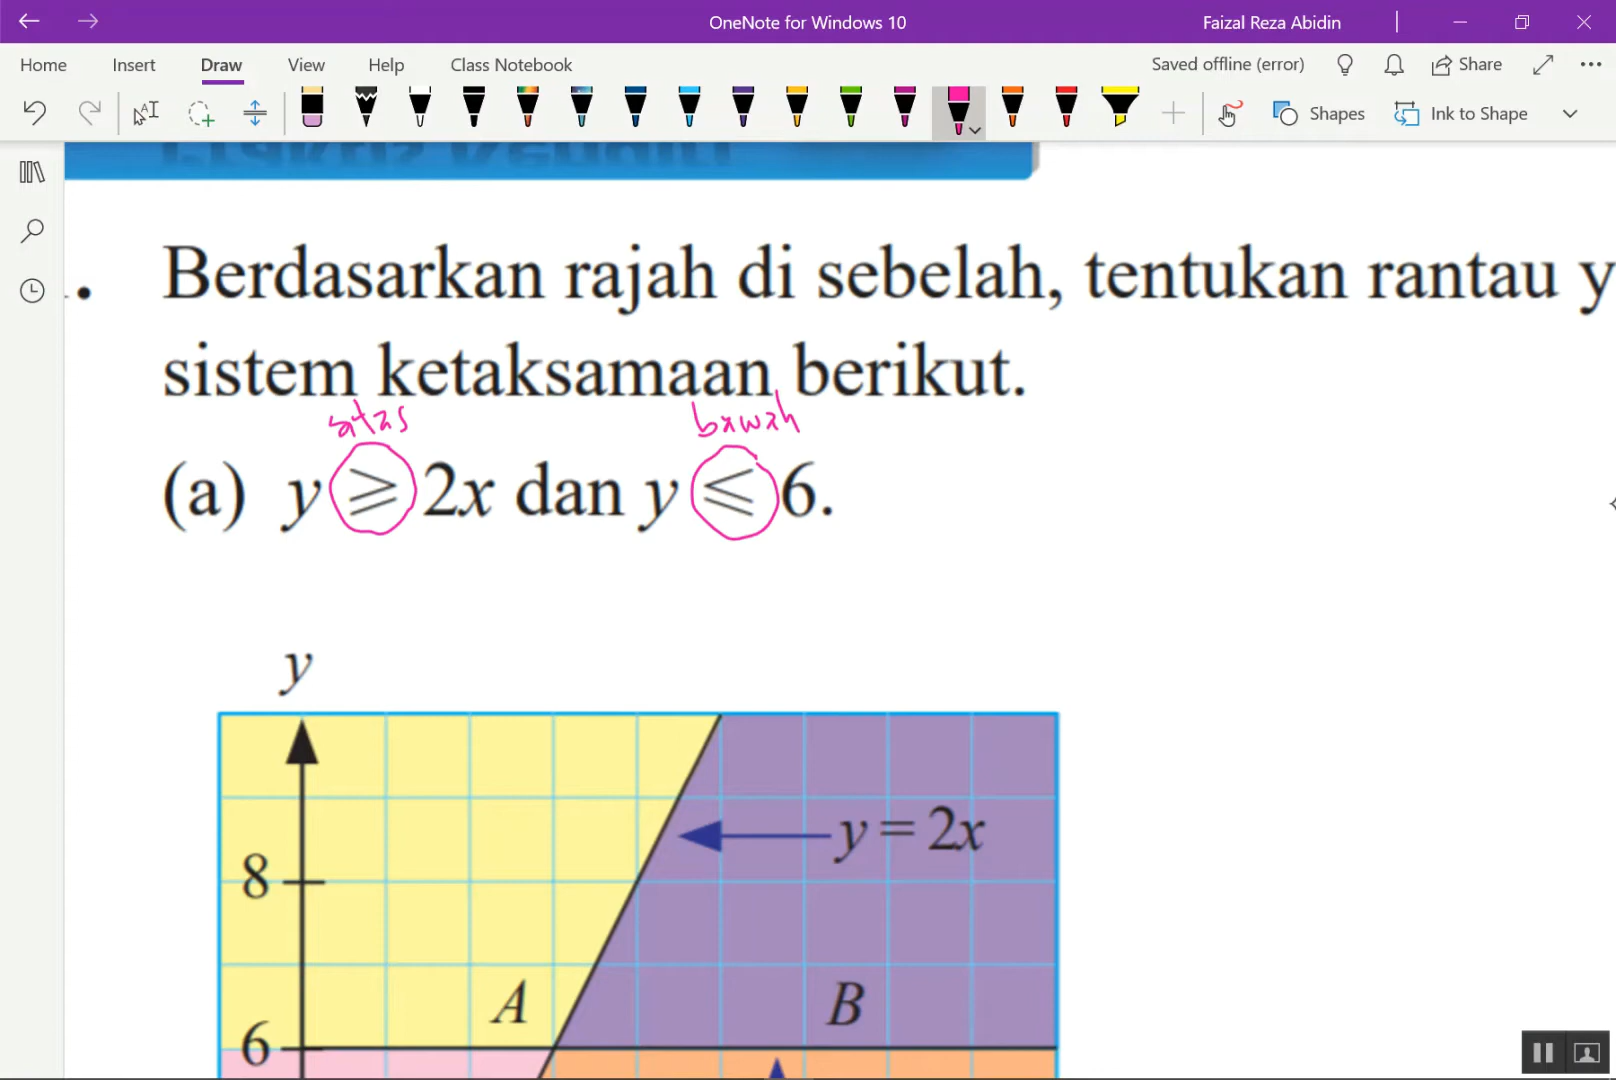 OneNote for Windows 10
Faizal Reza Abidin
Home Insert Draw View Help Class Notebook
Saved offline (error) Share
Shapes Ink to Shape
. Berdasarkan rajah di sebelah, tentukan rantau y
sistem ketaksamaan berikut.
atas bawah
(a) y ⩾ 2x dan y ⩽ 6.
y
y = 2x
8
A B
6